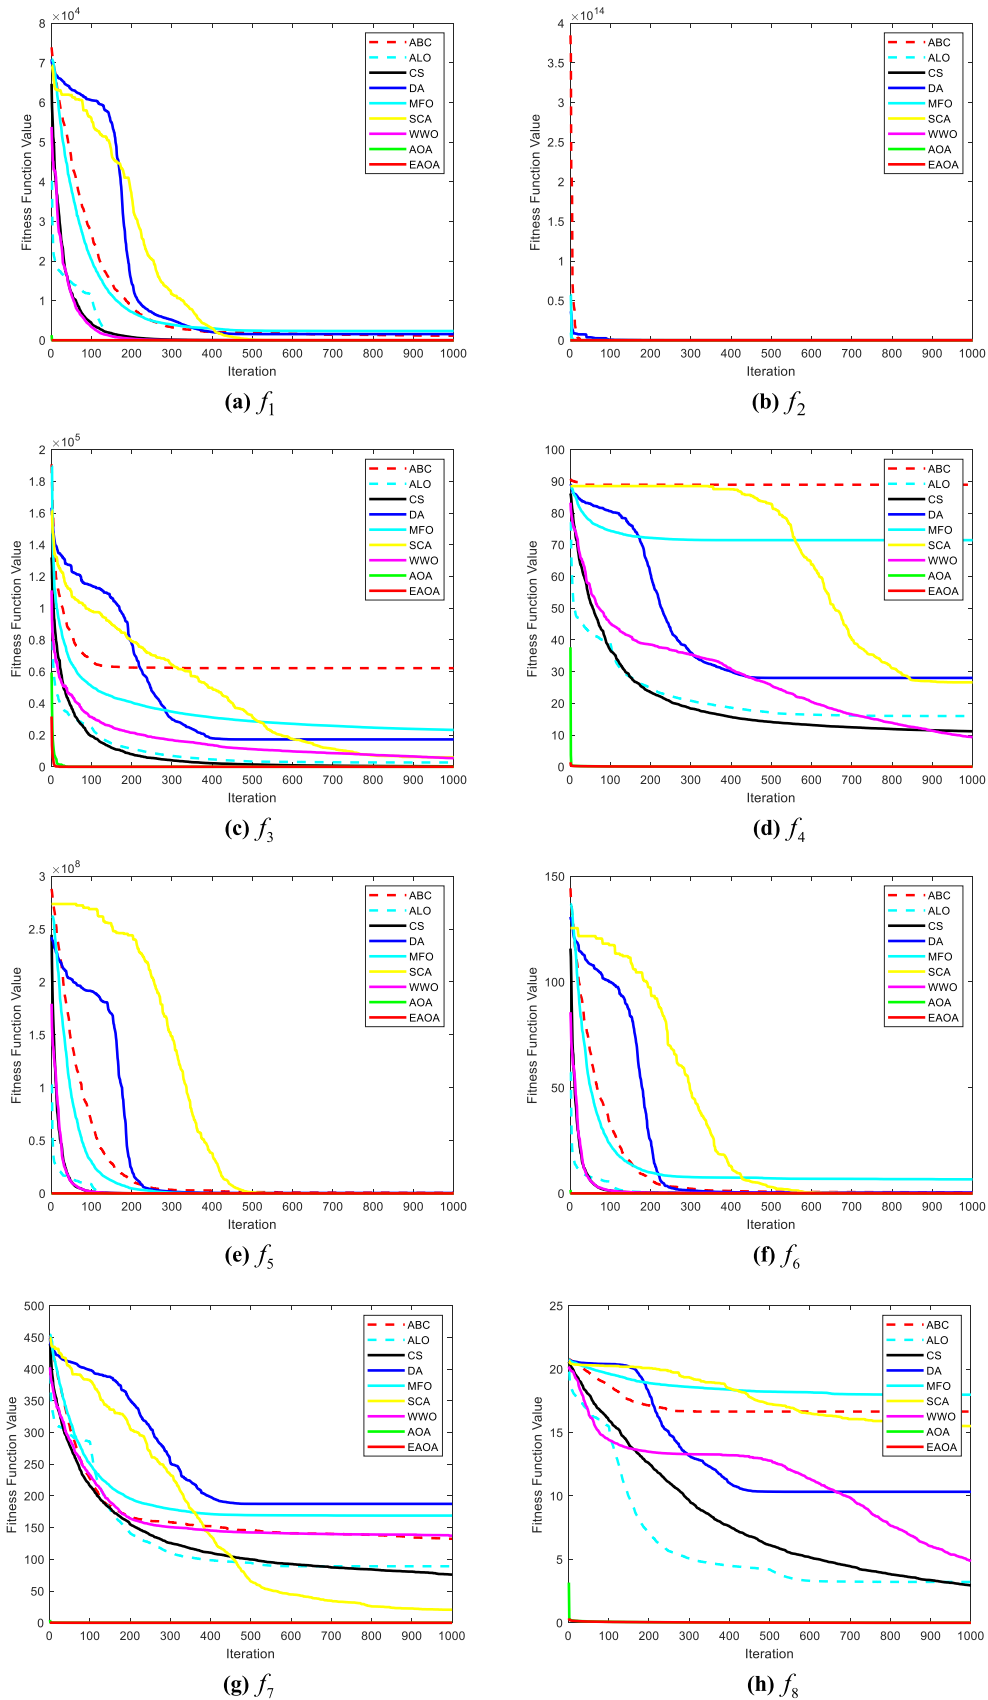 ×10^4
8
7
6
5
4
3
2
1
0
0 100 200 300 400 500 600 700 800 900 1000
Fitness Function Value
Iteration
ABC
ALO
CS
DA
MFO
SCA
WWO
AOA
EAOA
(a) f1
×10^14
4
3.5
3
2.5
2
1.5
1
0.5
0
0 100 200 300 400 500 600 700 800 900 1000
Fitness Function Value
Iteration
ABC
ALO
CS
DA
MFO
SCA
WWO
AOA
EAOA
(b) f2
×10^5
2
1.8
1.6
1.4
1.2
1
0.8
0.6
0.4
0.2
0
0 100 200 300 400 500 600 700 800 900 1000
Fitness Function Value
Iteration
ABC
ALO
CS
DA
MFO
SCA
WWO
AOA
EAOA
(c) f3
100
90
80
70
60
50
40
30
20
10
0
0 100 200 300 400 500 600 700 800 900 1000
Fitness Function Value
Iteration
ABC
ALO
CS
DA
MFO
SCA
WWO
AOA
EAOA
(d) f4
×10^8
3
2.5
2
1.5
1
0.5
0
0 100 200 300 400 500 600 700 800 900 1000
Fitness Function Value
Iteration
ABC
ALO
CS
DA
MFO
SCA
WWO
AOA
EAOA
(e) f5
150
100
50
0
0 100 200 300 400 500 600 700 800 900 1000
Fitness Function Value
Iteration
ABC
ALO
CS
DA
MFO
SCA
WWO
AOA
EAOA
(f) f6
500
450
400
350
300
250
200
150
100
50
0
0 100 200 300 400 500 600 700 800 900 1000
Fitness Function Value
Iteration
ABC
ALO
CS
DA
MFO
SCA
WWO
AOA
EAOA
(g) f7
25
20
15
10
5
0
0 100 200 300 400 500 600 700 800 900 1000
Fitness Function Value
Iteration
ABC
ALO
CS
DA
MFO
SCA
WWO
AOA
EAOA
(h) f8